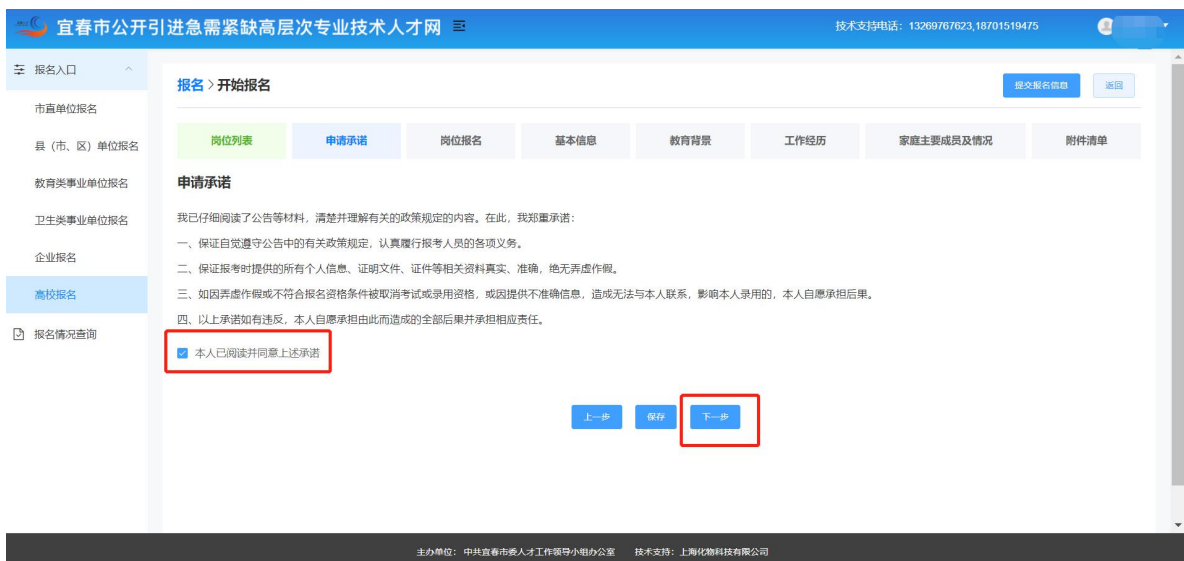 宜春市公开引进急需紧缺高层次专业技术人才网
技术支持电话：13269767623,18701519475
报名入口
市直单位报名
县（市、区）单位报名
教育类事业单位报名
卫生类事业单位报名
企业报名
高校报名
报名情况查询
报名 > 开始报名
提交报名信息
返回
岗位列表
申请承诺
岗位报名
基本信息
教育背景
工作经历
家庭主要成员及情况
附件清单
申请承诺
我已仔细阅读了公告等材料，清楚并理解有关的政策规定的内容。在此，我郑重承诺：
一、保证自觉遵守公告中的有关政策规定，认真履行报考人员的各项义务。
二、保证报考时提供的所有个人信息、证明文件、证件等相关资料真实、准确，绝无弄虚作假。
三、如因弄虚作假或不符合报名资格条件被取消考试或录用资格，或因提供不准确信息，造成无法与本人联系，影响本人录用的，本人自愿承担后果。
四、以上承诺如有违反，本人自愿承担由此而造成的全部后果并承担相应责任。
本人已阅读并同意上述承诺
上一步
保存
下一步
主办单位：中共宜春市委人才工作领导小组办公室 技术支持：上海化物科技有限公司